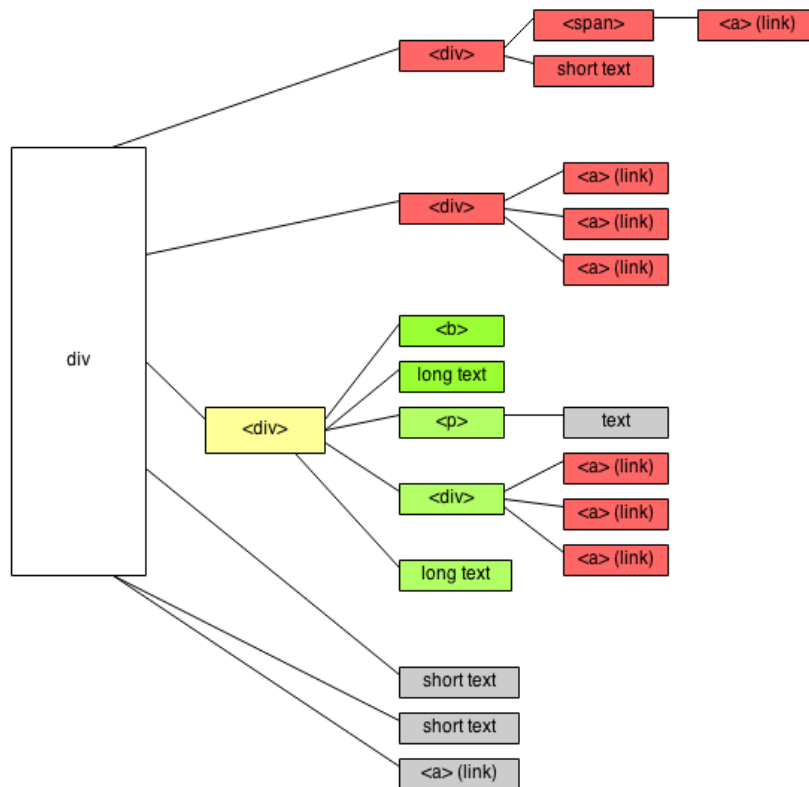 <span>
<a> (link)
<div>
short text
<a> (link)
<div>
<a> (link)
<a> (link)
<b>
div
long text
<div>
<p>
text
<a> (link)
<div>
<a> (link)
<a> (link)
long text
short text
short text
<a> (link)